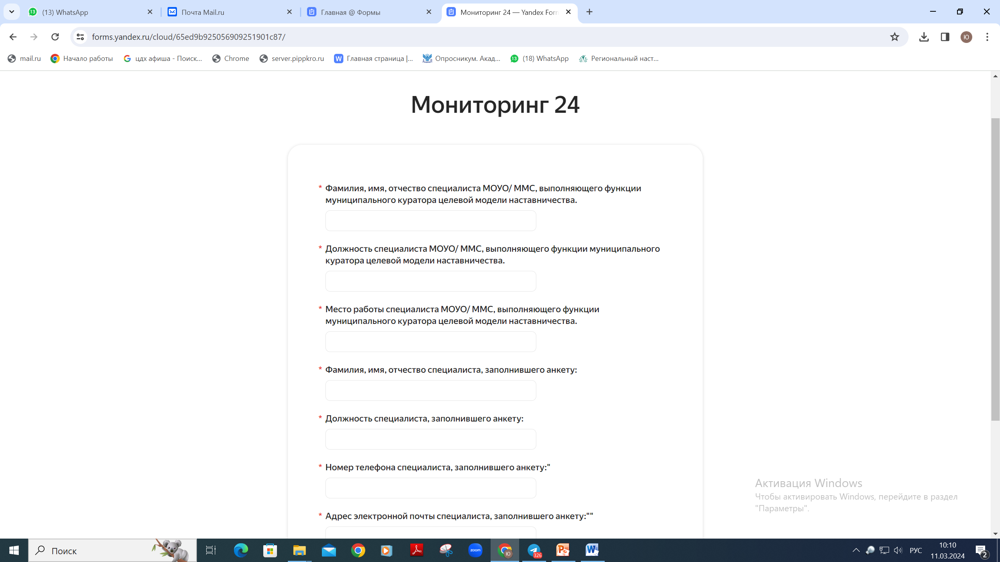 (13) WhatsApp
Почта Mail.ru
Главная @ Формы
Мониторинг 24 — Yandex Forr
forms.yandex.ru/cloud/65ed9b925056909251901c87/
Ю
mail.ru
Начало работы
цдх афиша - Поиск...
Chrome
server.pippkro.ru
Главная страница |...
Опросникум. Акад...
(18) WhatsApp
Региональный наст...
Мониторинг 24
* Фамилия, имя, отчество специалиста МОУО/ ММС, выполняющего функции
муниципального куратора целевой модели наставничества.
* Должность специалиста МОУО/ ММС, выполняющего функции муниципального
куратора целевой модели наставничества.
* Место работы специалиста МОУО/ ММС, выполняющего функции
муниципального куратора целевой модели наставничества.
* Фамилия, имя, отчество специалиста, заполнившего анкету:
* Должность специалиста, заполнившего анкету:
* Номер телефона специалиста, заполнившего анкету:"
* Адрес электронной почты специалиста, заполнившего анкету:""
Активация Windows
Чтобы активировать Windows, перейдите в раздел
"Параметры".
Поиск
zoom
326
РУС
10:10
11.03.2024
2